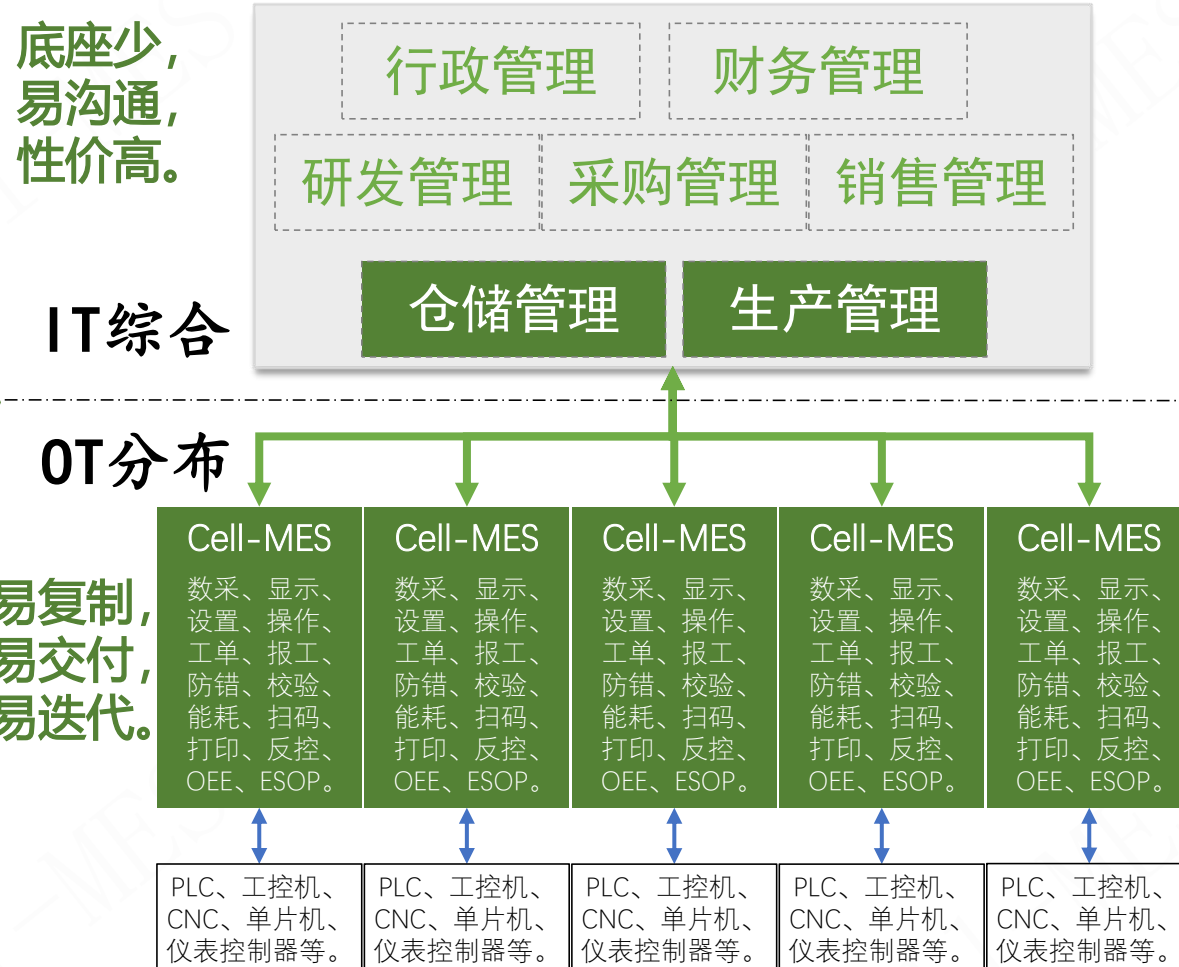 底座少，
易沟通，
性价高。
行政管理
财务管理
研发管理
采购管理
销售管理
仓储管理
生产管理
IT综合
OT分布
易复制，
易交付，
易迭代。
Cell-MES
数采、显示、
设置、操作、
工单、报工、
防错、校验、
能耗、扫码、
打印、反控、
OEE、ESOP。
Cell-MES
数采、显示、
设置、操作、
工单、报工、
防错、校验、
能耗、扫码、
打印、反控、
OEE、ESOP。
Cell-MES
数采、显示、
设置、操作、
工单、报工、
防错、校验、
能耗、扫码、
打印、反控、
OEE、ESOP。
Cell-MES
数采、显示、
设置、操作、
工单、报工、
防错、校验、
能耗、扫码、
打印、反控、
OEE、ESOP。
Cell-MES
数采、显示、
设置、操作、
工单、报工、
防错、校验、
能耗、扫码、
打印、反控、
OEE、ESOP。
PLC、工控机、
CNC、单片机、
仪表控制器等。
PLC、工控机、
CNC、单片机、
仪表控制器等。
PLC、工控机、
CNC、单片机、
仪表控制器等。
PLC、工控机、
CNC、单片机、
仪表控制器等。
PLC、工控机、
CNC、单片机、
仪表控制器等。